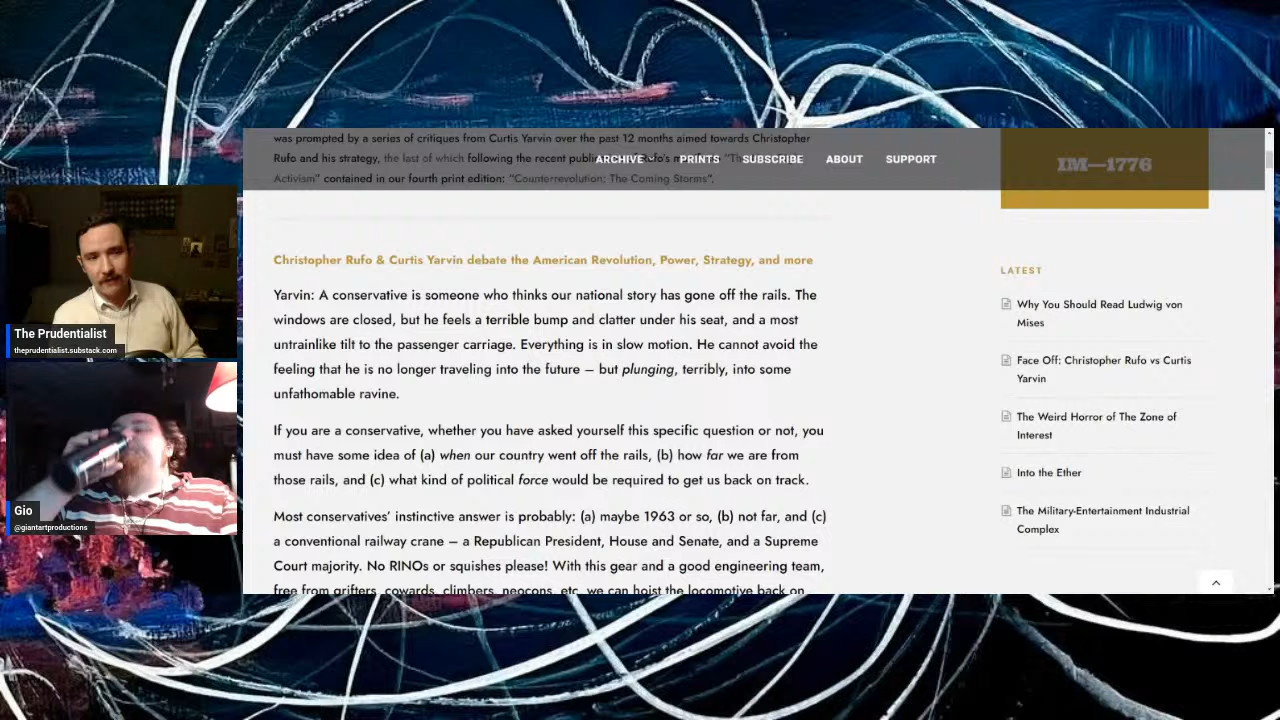 was prompted by a series of critiques from Curtis Yarvin over the past 12 months aimed towards Christopher
Rufo and his strategy, the last of which following the recent
Activism" contained in our fourth print edition: "Counterrevolution: The Coming Storms".
ARCHIVE
PRINTS
SUBSCRIBE
ABOUT
SUPPORT
IM—1776
Christopher Rufo & Curtis Yarvin debate the American Revolution, Power, Strategy, and more
Yarvin: A conservative is someone who thinks our national story has gone off the rails. The
windows are closed, but he feels a terrible bump and clatter under his seat, and a most
untrainlike tilt to the passenger carriage. Everything is in slow motion. He cannot avoid the
feeling that he is no longer traveling into the future – but plunging, terribly, into some
unfathomable ravine.
If you are a conservative, whether you have asked yourself this specific question or not, you
must have some idea of (a) when our country went off the rails, (b) how far we are from
those rails, and (c) what kind of political force would be required to get us back on track.
Most conservatives' instinctive answer is probably: (a) maybe 1963 or so, (b) not far, and (c)
a conventional railway crane – a Republican President, House and Senate, and a Supreme
Court majority. No RINOs or squishes please! With this gear and a good engineering team,
free from grifters, cowards, climbers, neocons, etc, we can hoist the locomotive back on
LATEST
Why You Should Read Ludwig von
Mises
Face Off: Christopher Rufo vs Curtis
Yarvin
The Weird Horror of The Zone of
Interest
Into the Ether
The Military-Entertainment Industrial
Complex
The Prudentialist
theprudentialist.substack.com
Gio
@giantartproductions